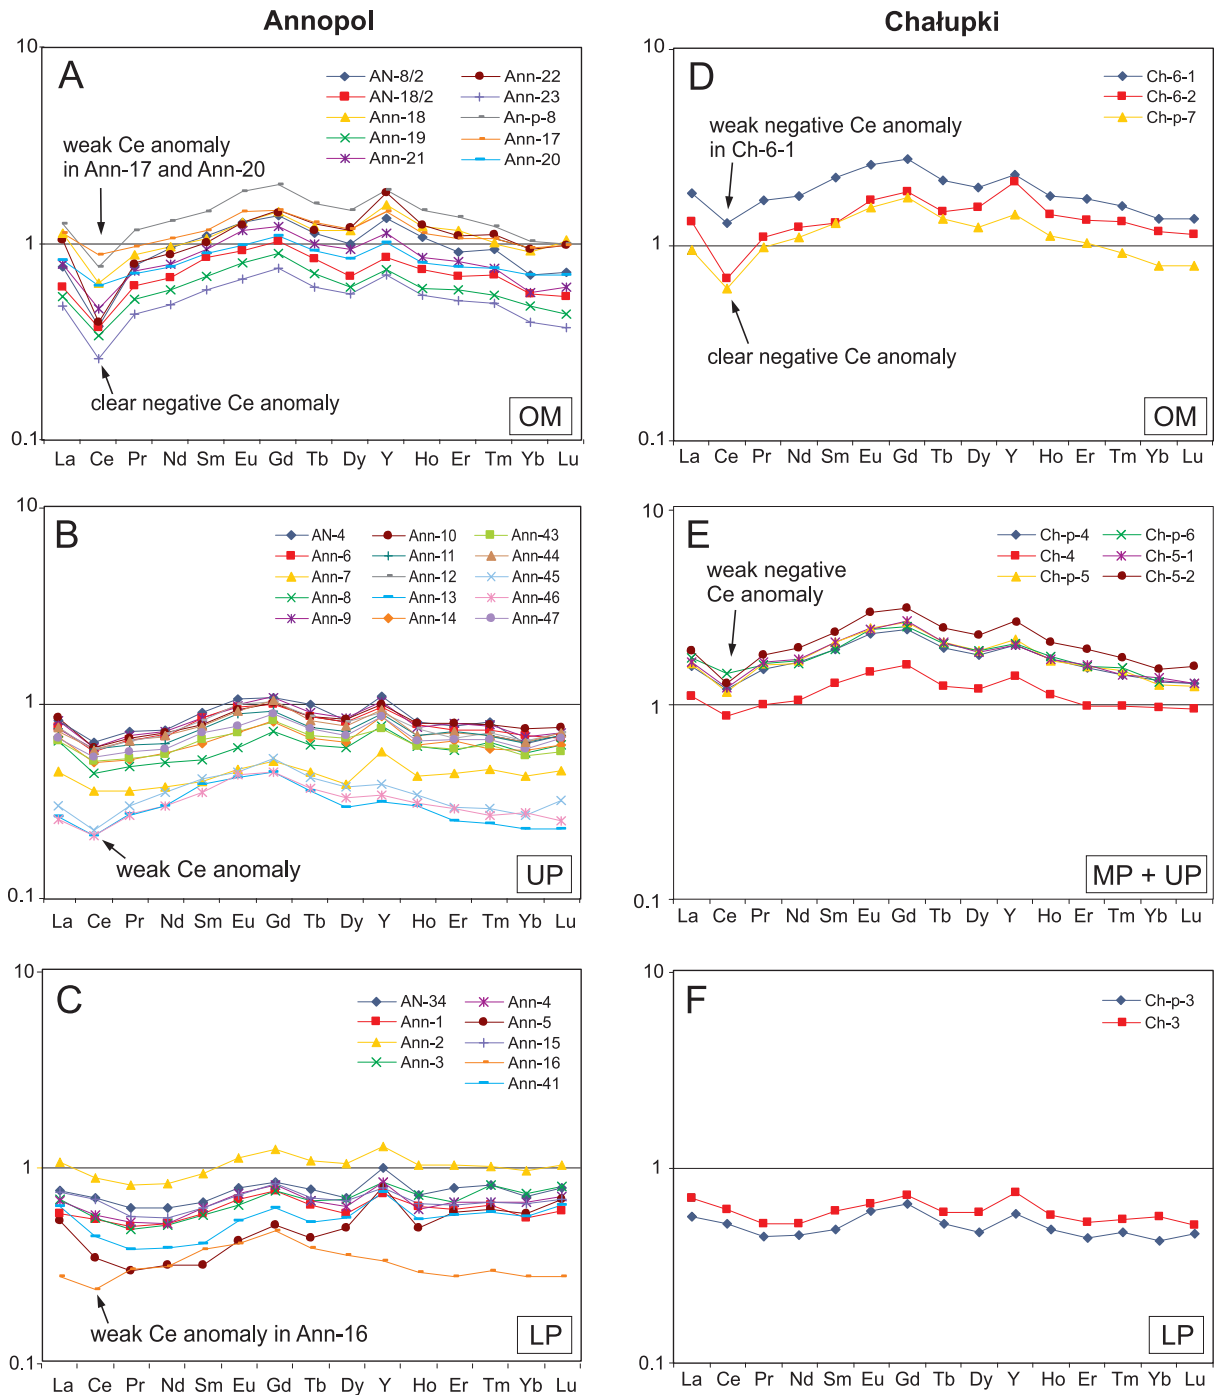 Annopol
Chałupki
10
A
AN-8/2
AN-18/2
Ann-18
Ann-19
Ann-21
Ann-22
Ann-23
An-p-8
Ann-17
Ann-20
weak Ce anomaly
in Ann-17 and Ann-20
1
clear negative Ce anomaly
OM
0.1
La Ce Pr Nd Sm Eu Gd Tb Dy Y Ho Er Tm Yb Lu
10
D
Ch-6-1
Ch-6-2
Ch-p-7
weak negative Ce anomaly
in Ch-6-1
1
clear negative Ce anomaly
OM
0.1
La Ce Pr Nd Sm Eu Gd Tb Dy Y Ho Er Tm Yb Lu
10
B
AN-4
Ann-6
Ann-7
Ann-8
Ann-9
Ann-10
Ann-11
Ann-12
Ann-13
Ann-14
Ann-43
Ann-44
Ann-45
Ann-46
Ann-47
1
weak Ce anomaly
UP
0.1
La Ce Pr Nd Sm Eu Gd Tb Dy Y Ho Er Tm Yb Lu
10
E
Ch-p-4
Ch-4
Ch-p-5
Ch-p-6
Ch-5-1
Ch-5-2
weak negative
Ce anomaly
1
MP + UP
0.1
La Ce Pr Nd Sm Eu Gd Tb Dy Y Ho Er Tm Yb Lu
10
C
AN-34
Ann-1
Ann-2
Ann-3
Ann-4
Ann-5
Ann-15
Ann-16
Ann-41
1
weak Ce anomaly in Ann-16
LP
0.1
La Ce Pr Nd Sm Eu Gd Tb Dy Y Ho Er Tm Yb Lu
10
F
Ch-p-3
Ch-3
1
LP
0.1
La Ce Pr Nd Sm Eu Gd Tb Dy Y Ho Er Tm Yb Lu